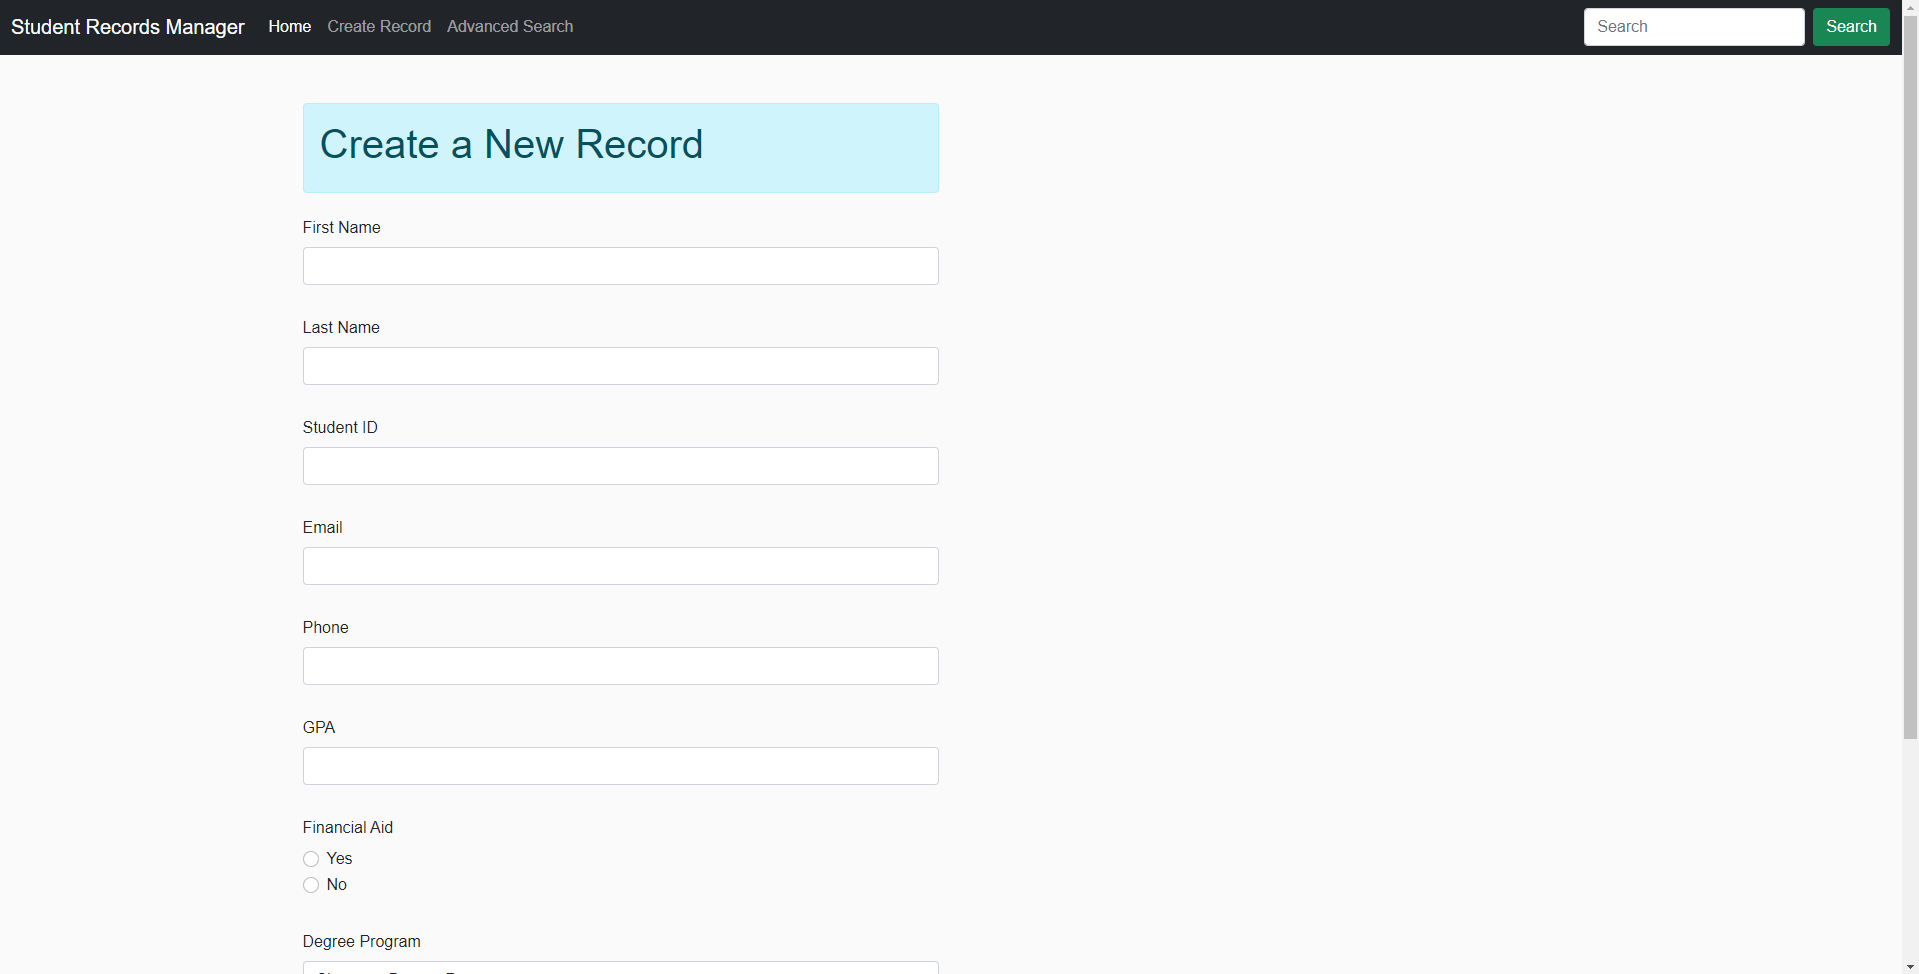 Student Records Manager Home Create Record Advanced Search Search Search
Create a New Record
First Name
Last Name
Student ID
Email
Phone
GPA
Financial Aid
Yes
No
Degree Program